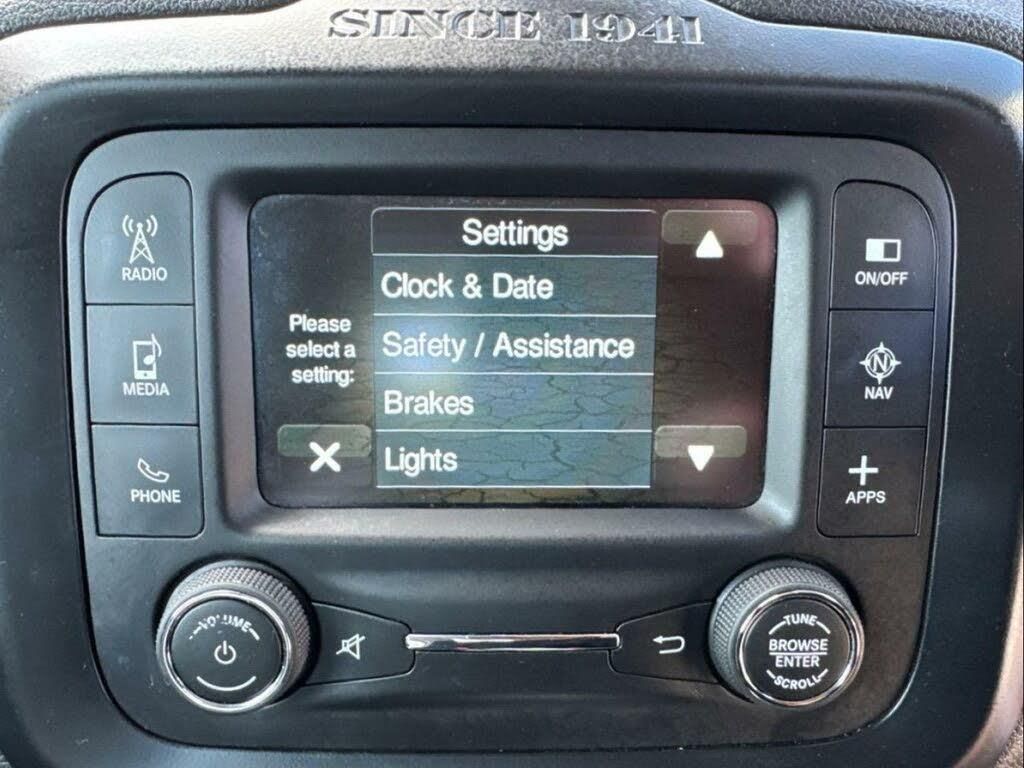 SINCE 1941
RADIO
MEDIA
PHONE
Settings
Clock & Date
Safety / Assistance
Brakes
Lights
Please
select a
setting:
ON/OFF
N
NAV
APPS
VOLUME
TUNE
BROWSE
ENTER
SCROLL